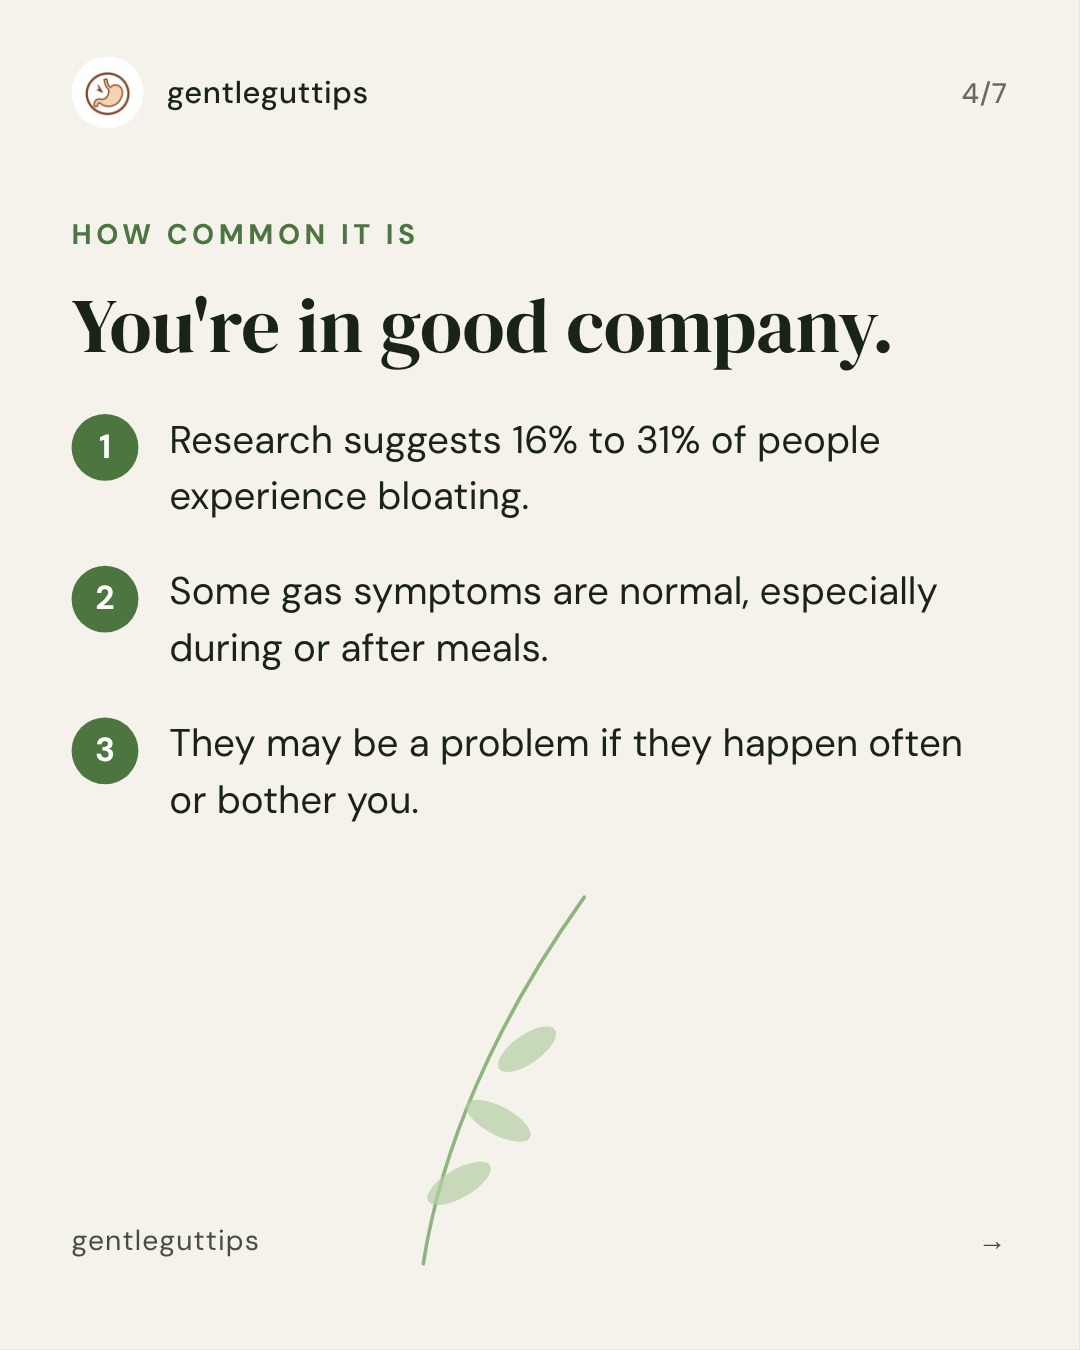 gentleguttips
4/7
HOW COMMON IT IS
You're in good company.
1
Research suggests 16% to 31% of people
experience bloating.
2
Some gas symptoms are normal, especially
during or after meals.
3
They may be a problem if they happen often
or bother you.
gentleguttips
→